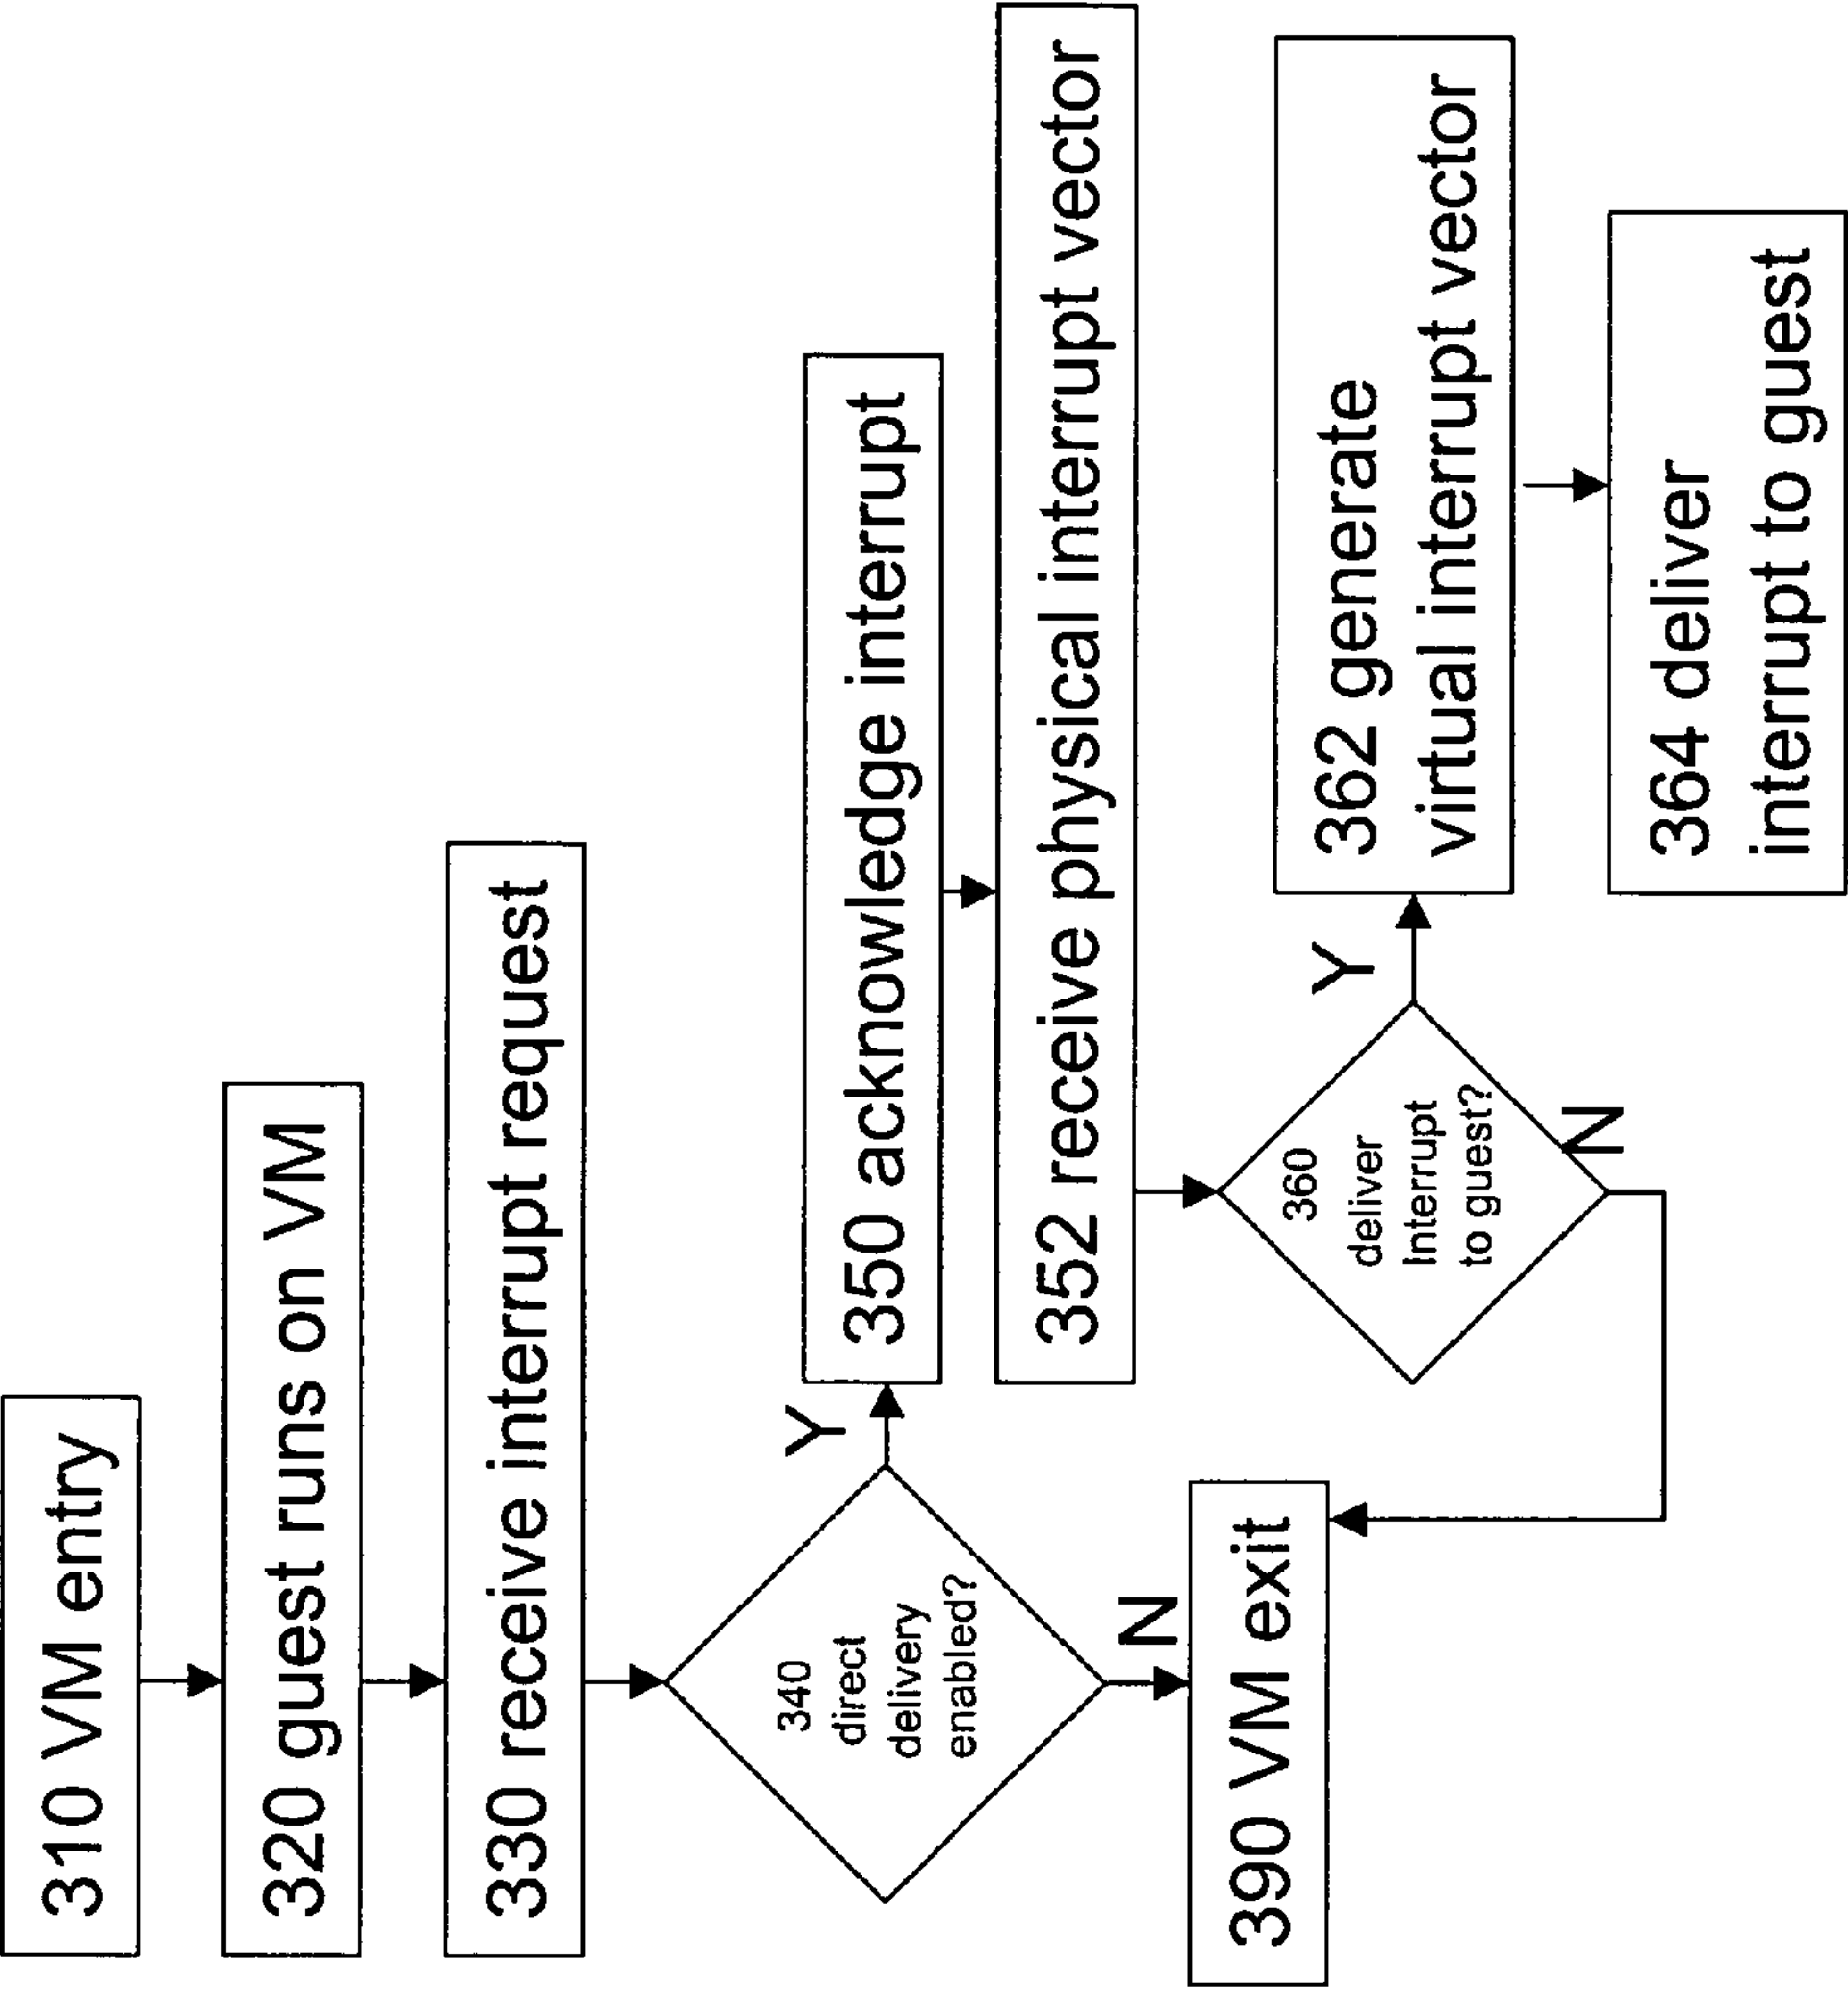 310 VM entry
320 guest runs on VM
330 receive interrupt request
340
direct
delivery
enabled?
Y
N
350 acknowledge interrupt
352 receive physical interrupt vector
360
deliver
Interrupt
to guest?
Y
N
362 generate
virtual interrupt vector
364 deliver
interrupt to guest
390 VM exit